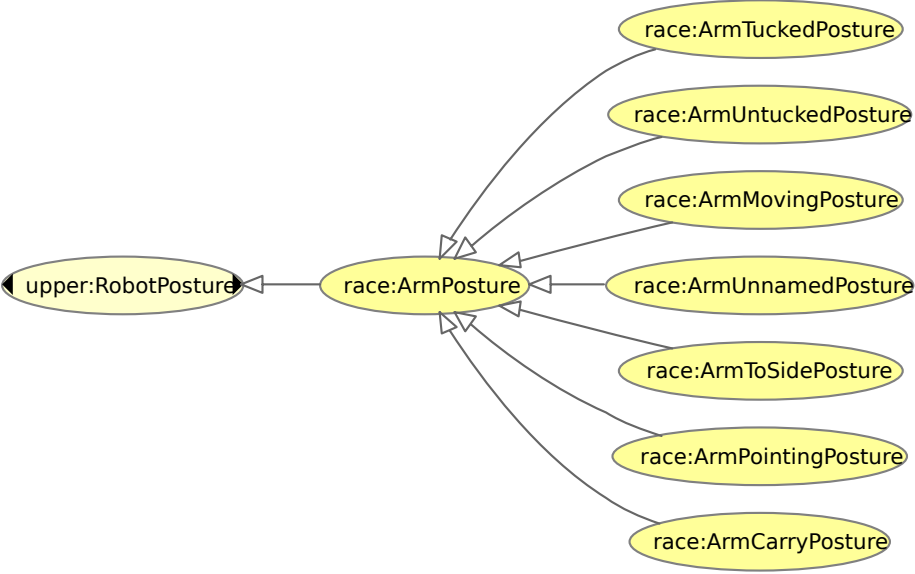 race:ArmTuckedPosture
race:ArmUntuckedPosture
race:ArmMovingPosture
upper:RobotPosture
race:ArmPosture
race:ArmUnnamedPosture
race:ArmToSidePosture
race:ArmPointingPosture
race:ArmCarryPosture